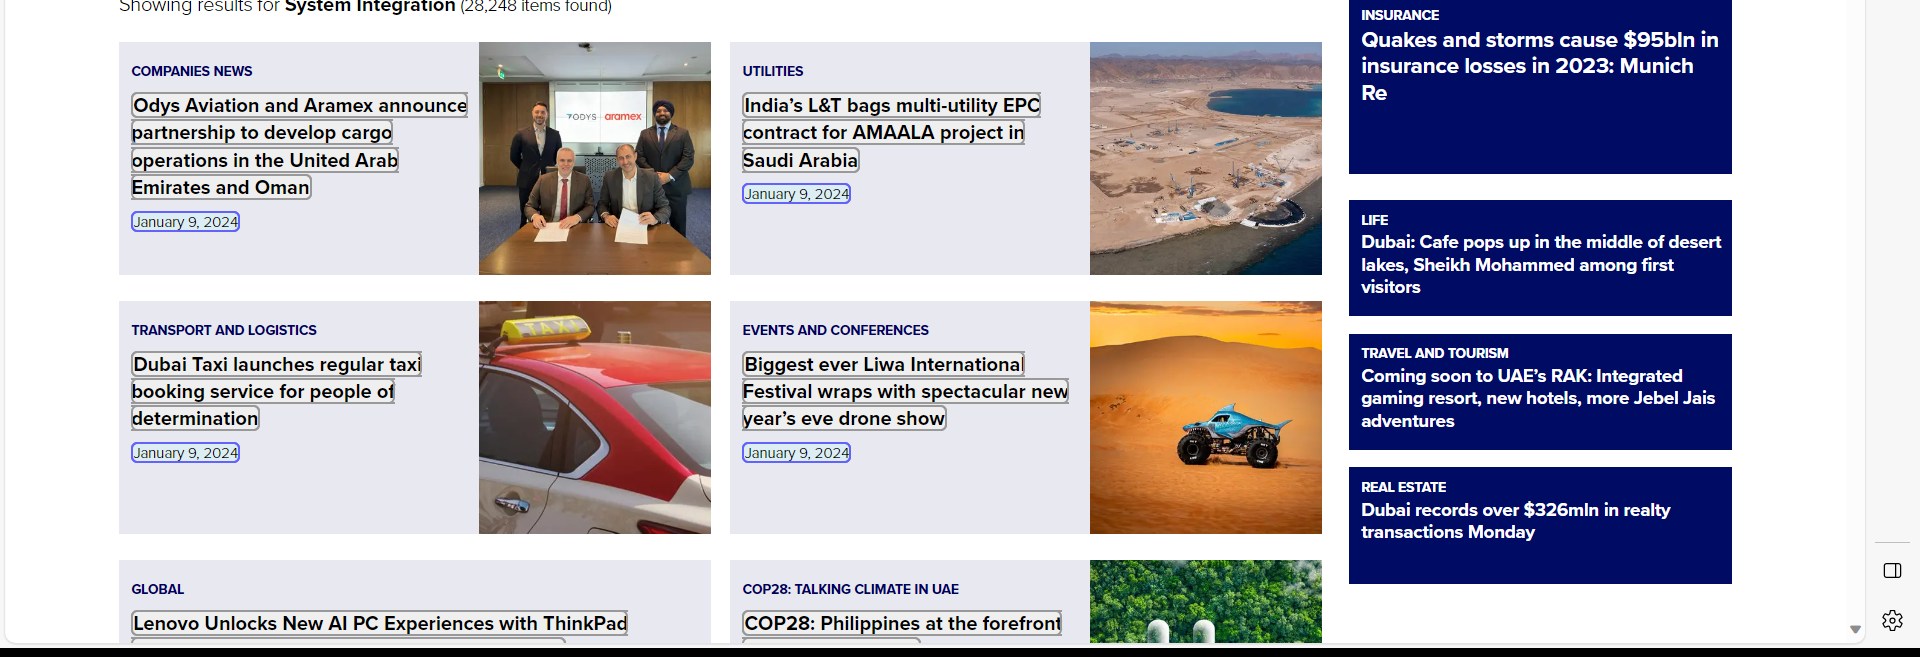 Showing results for System Integration (28,248 items found)
COMPANIES NEWS
Odys Aviation and Aramex announce
partnership to develop cargo
operations in the United Arab
Emirates and Oman
January 9, 2024
ODYS aramex
UTILITIES
India’s L&T bags multi-utility EPC
contract for AMAALA project in
Saudi Arabia
January 9, 2024
TRANSPORT AND LOGISTICS
Dubai Taxi launches regular taxi
booking service for people of
determination
January 9, 2024
TAXI
EVENTS AND CONFERENCES
Biggest ever Liwa International
Festival wraps with spectacular new
year’s eve drone show
January 9, 2024
GLOBAL
Lenovo Unlocks New AI PC Experiences with ThinkPad
COP28: TALKING CLIMATE IN UAE
COP28: Philippines at the forefront
INSURANCE
Quakes and storms cause $95bln in
insurance losses in 2023: Munich
Re
LIFE
Dubai: Cafe pops up in the middle of desert
lakes, Sheikh Mohammed among first
visitors
TRAVEL AND TOURISM
Coming soon to UAE’s RAK: Integrated
gaming resort, new hotels, more Jebel Jais
adventures
REAL ESTATE
Dubai records over $326mln in realty
transactions Monday